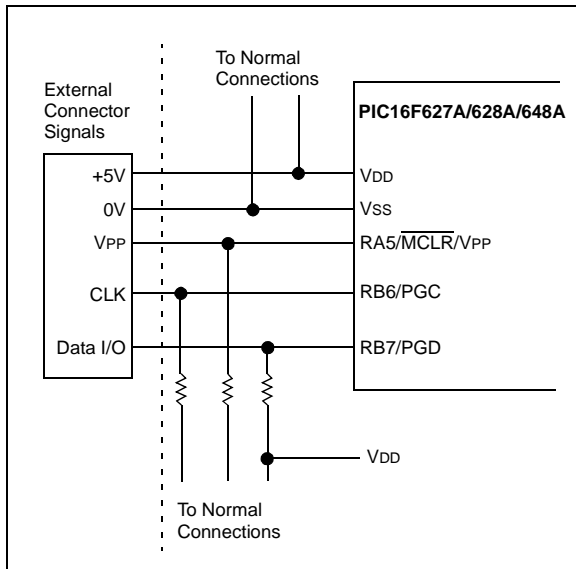 To Normal
Connections
External
Connector
Signals
PIC16F627A/628A/648A
+5V
VDD
0V
VSS
VPP
RA5/MCLR/VPP
CLK
RB6/PGC
Data I/O
RB7/PGD
VDD
To Normal
Connections